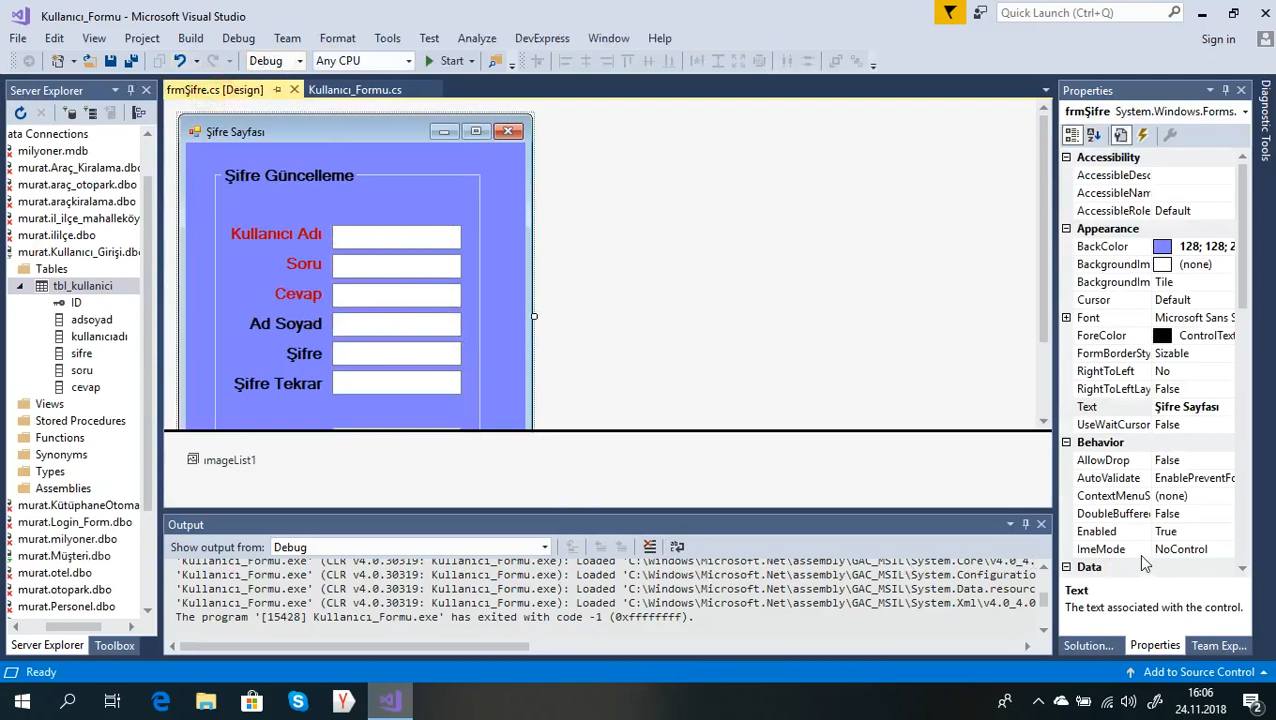 Kullanıcı_Formu - Microsoft Visual Studio
Quick Launch (Ctrl+Q)
File Edit View Project Build Debug Team Format Tools Test Analyze DevExpress Window Help
Sign in
Debug Any CPU Start
Server Explorer
frmŞifre.cs [Design] Kullanıcı_Formu.cs
Properties
Diagnostic Tools
ata Connections
milyoner.mdb
murat.Araç_Kiralama.dbc
murat.araç_otopark.dbo
murat.araçkiralama.dbo
murat.il_ilçe_mahalleköy
murat.ililçe.dbo
murat.Kullanıcı_Girişi.dbo
Tables
tbl_kullanici
ID
adsoyad
kullanıcıadı
sifre
soru
cevap
Views
Stored Procedures
Functions
Synonyms
Types
Assemblies
murat.KütüphaneOtoma
murat.Login_Form.dbo
murat.milyoner.dbo
murat.Müşteri.dbo
murat.otel.dbo
murat.otopark.dbo
murat.Personel.dbo
Server Explorer Toolbox
Şifre Sayfası
Şifre Güncelleme
Kullanıcı Adı
Soru
Cevap
Ad Soyad
Şifre
Şifre Tekrar
ımageList1
Output
Show output from: Debug
'Kullanıcı_Formu.exe' (CLR v4.0.30319: Kullanıcı_Formu.exe): Loaded 'C:\Windows\Microsoft.Net\assembly\GAC_MSIL\System.Core\v4.0_4.
'Kullanıcı_Formu.exe' (CLR v4.0.30319: Kullanıcı_Formu.exe): Loaded 'C:\Windows\Microsoft.Net\assembly\GAC_MSIL\System.Configuratio
'Kullanıcı_Formu.exe' (CLR v4.0.30319: Kullanıcı_Formu.exe): Loaded 'C:\Windows\Microsoft.Net\assembly\GAC_MSIL\System.Data.resourc
'Kullanıcı_Formu.exe' (CLR v4.0.30319: Kullanıcı_Formu.exe): Loaded 'C:\Windows\Microsoft.Net\assembly\GAC_MSIL\System.Xml\v4.0_4.0
The program '[15428] Kullanıcı_Formu.exe' has exited with code -1 (0xffffffff).
frmŞifre System.Windows.Forms.
Accessibility
AccessibleDesc
AccessibleNam
AccessibleRole Default
Appearance
BackColor 128; 128; 2
BackgroundIm (none)
BackgroundIm Tile
Cursor Default
Font Microsoft Sans S
ForeColor ControlText
FormBorderSty Sizable
RightToLeft No
RightToLeftLay False
Text Şifre Sayfası
UseWaitCursor False
Behavior
AllowDrop False
AutoValidate EnablePreventFo
ContextMenuS (none)
DoubleBuffere False
Enabled True
ImeMode NoControl
Data
Text
The text associated with the control.
Solution... Properties Team Exp...
Ready
Add to Source Control
16:06
24.11.2018
2